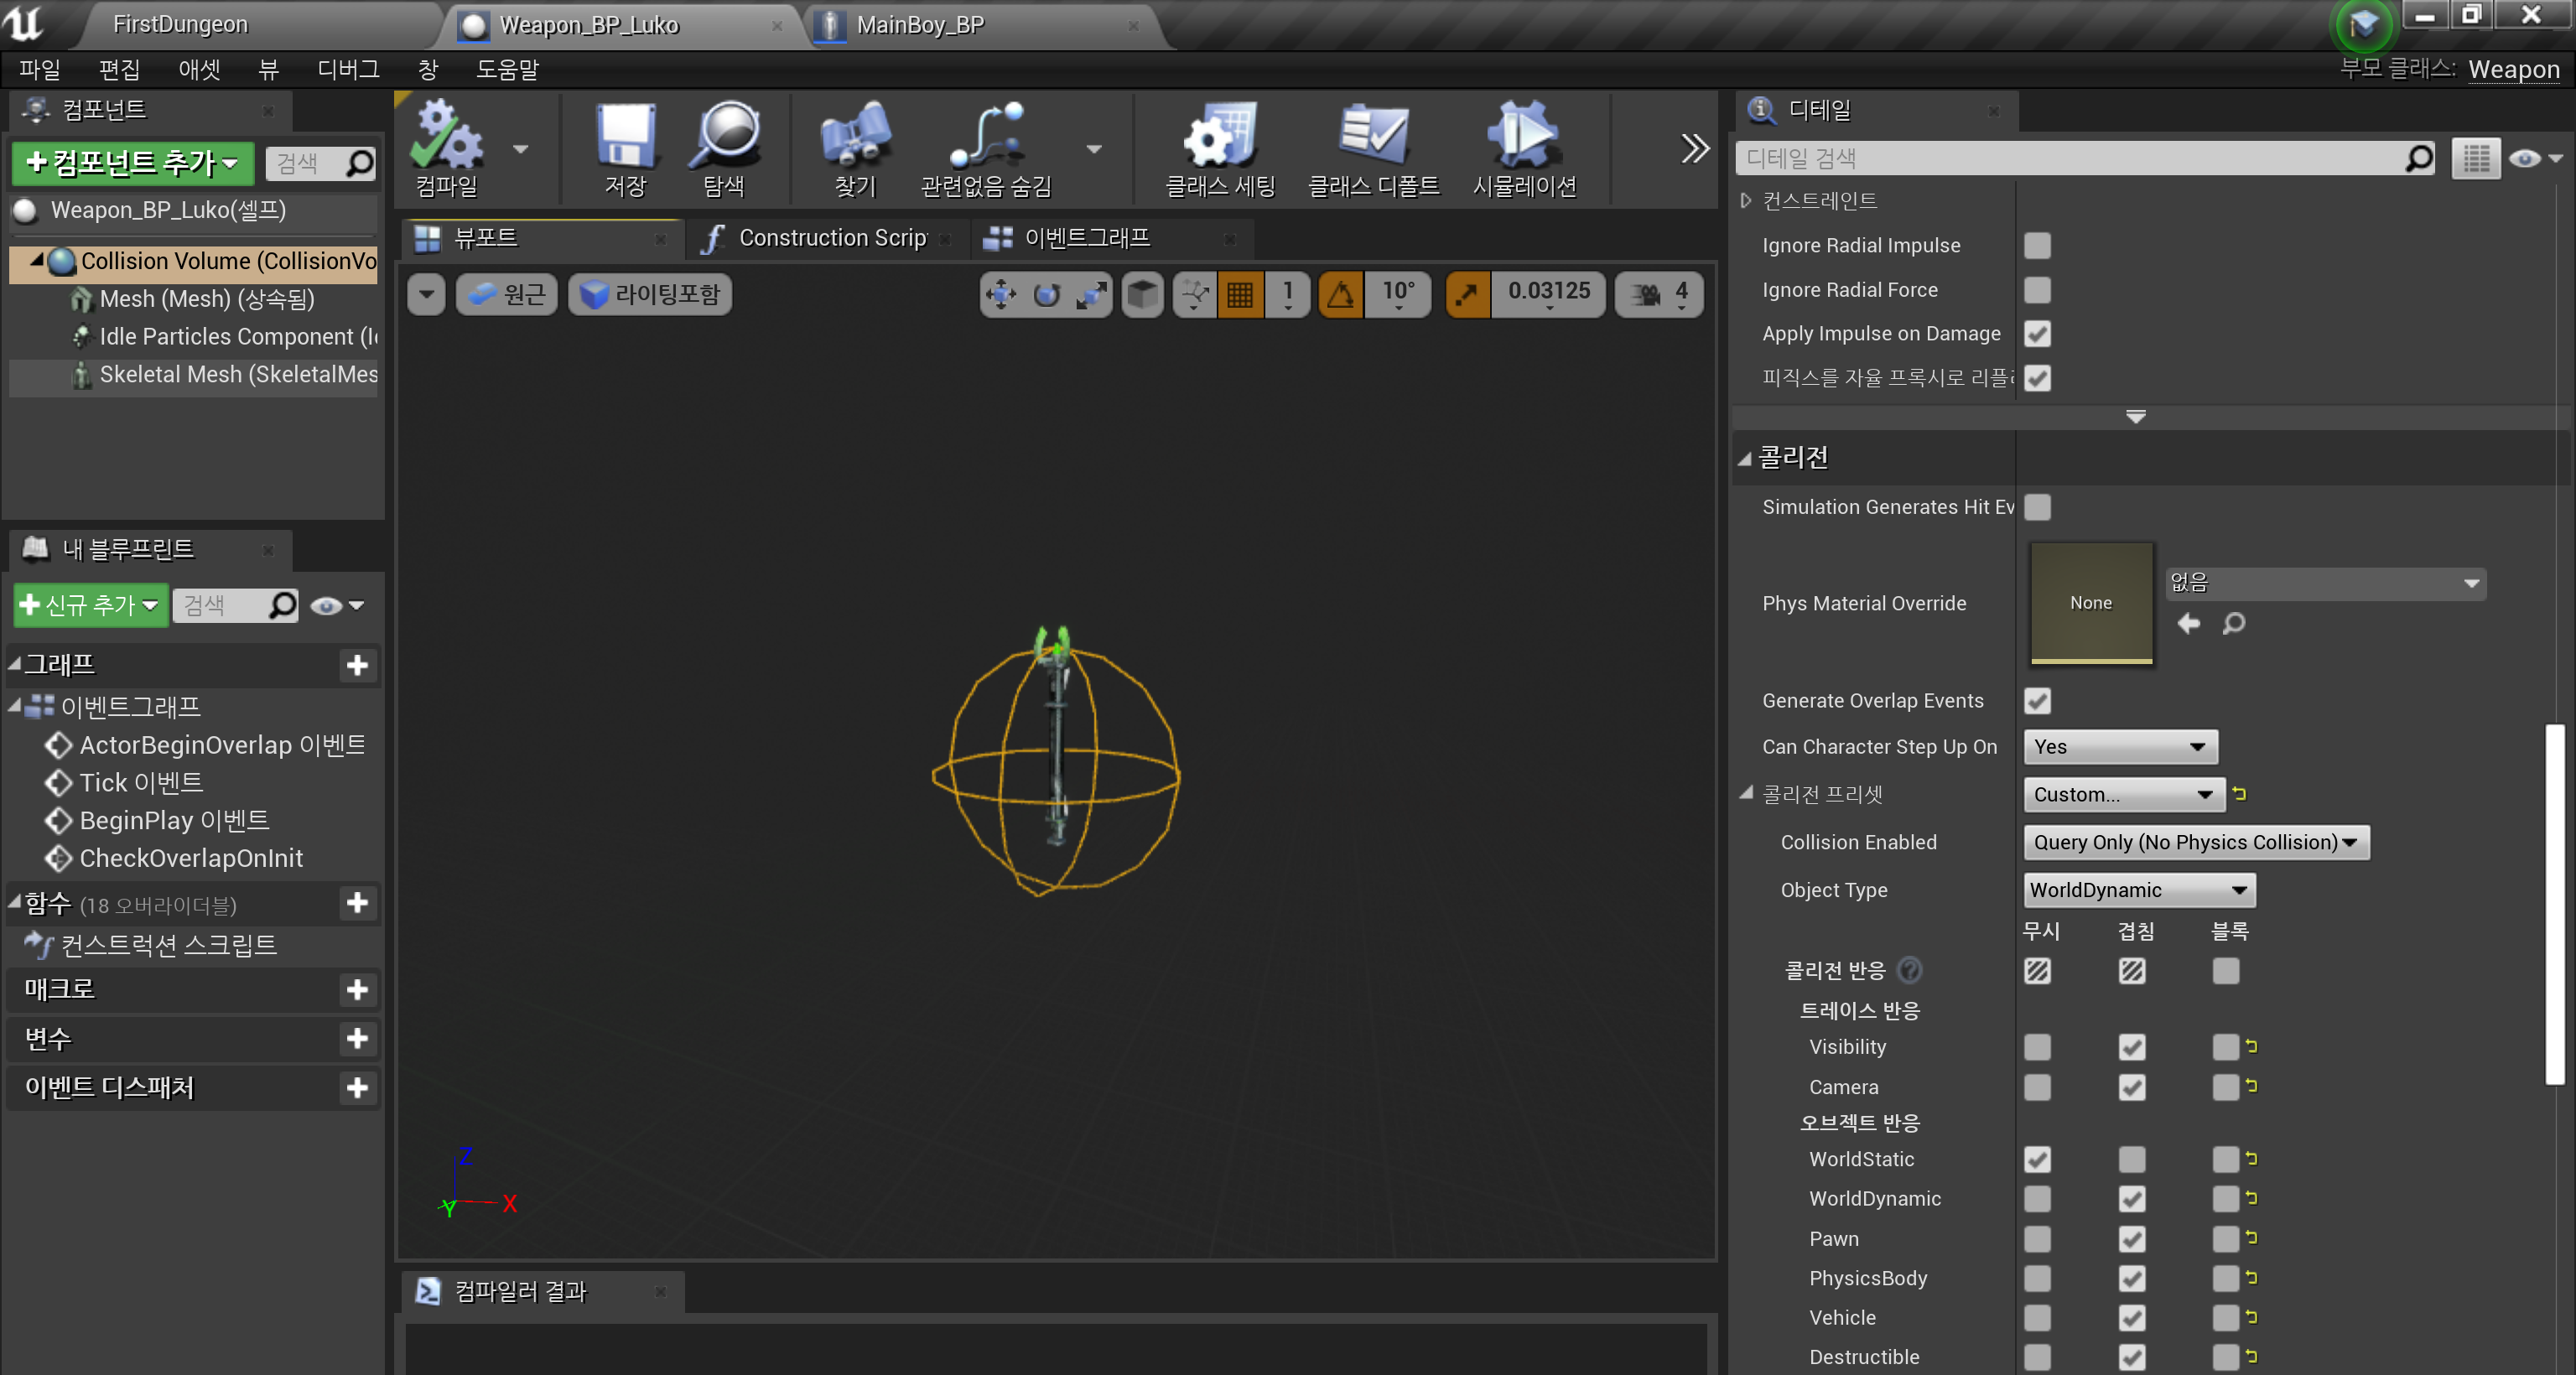 FirstDungeon
Weapon_BP_Luko
MainBoy_BP
파일 편집 애셋 뷰 디버그 창 도움말
부모 클래스: Weapon
컴포넌트
+컴포넌트 추가
검색
Weapon_BP_Luko(셀프)
Collision Volume (CollisionVo
Mesh (Mesh) (상속됨)
Idle Particles Component (I
Skeletal Mesh (SkeletalMes
내 블루프린트
+신규 추가
검색
그래프
이벤트그래프
ActorBeginOverlap 이벤트
Tick 이벤트
BeginPlay 이벤트
CheckOverlapOnInit
함수 (18 오버라이더블)
컨스트럭션 스크립트
매크로
변수
이벤트 디스패처
컴파일
저장
탐색
찾기
관련없음 숨김
클래스 세팅
클래스 디폴트
시뮬레이션
뷰포트
Construction Scrip
이벤트그래프
원근
라이팅포함
1
10°
0.03125
4
Z
X
Y
컴파일러 결과
디테일
디테일 검색
컨스트레인트
Ignore Radial Impulse
Ignore Radial Force
Apply Impulse on Damage
피직스를 자율 프록시로 리플
콜리전
Simulation Generates Hit Ev
Phys Material Override
None
없음
Generate Overlap Events
Can Character Step Up On
Yes
콜리전 프리셋
Custom...
Collision Enabled
Query Only (No Physics Collision)
Object Type
WorldDynamic
무시 겹침 블록
콜리전 반응
트레이스 반응
Visibility
Camera
오브젝트 반응
WorldStatic
WorldDynamic
Pawn
PhysicsBody
Vehicle
Destructible